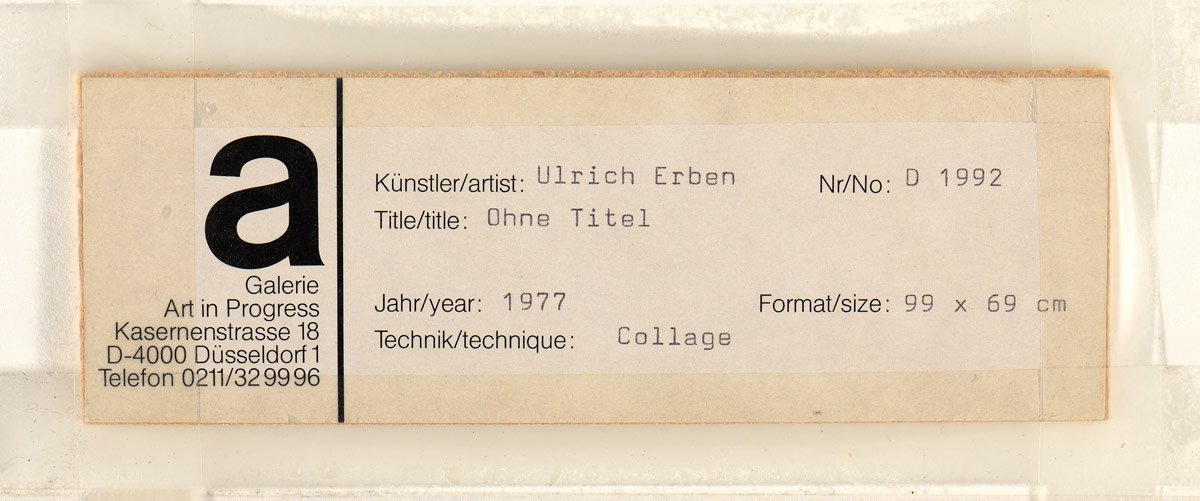 a
Galerie
Art in Progress
Kasernenstrasse 18
D-4000 Düsseldorf 1
Telefon 0211/32 99 96
Künstler/artist: Ulrich Erben Nr/No: D 1992
Title/title: Ohne Titel
Jahr/year: 1977 Format/size: 99 x 69 cm
Technik/technique: Collage